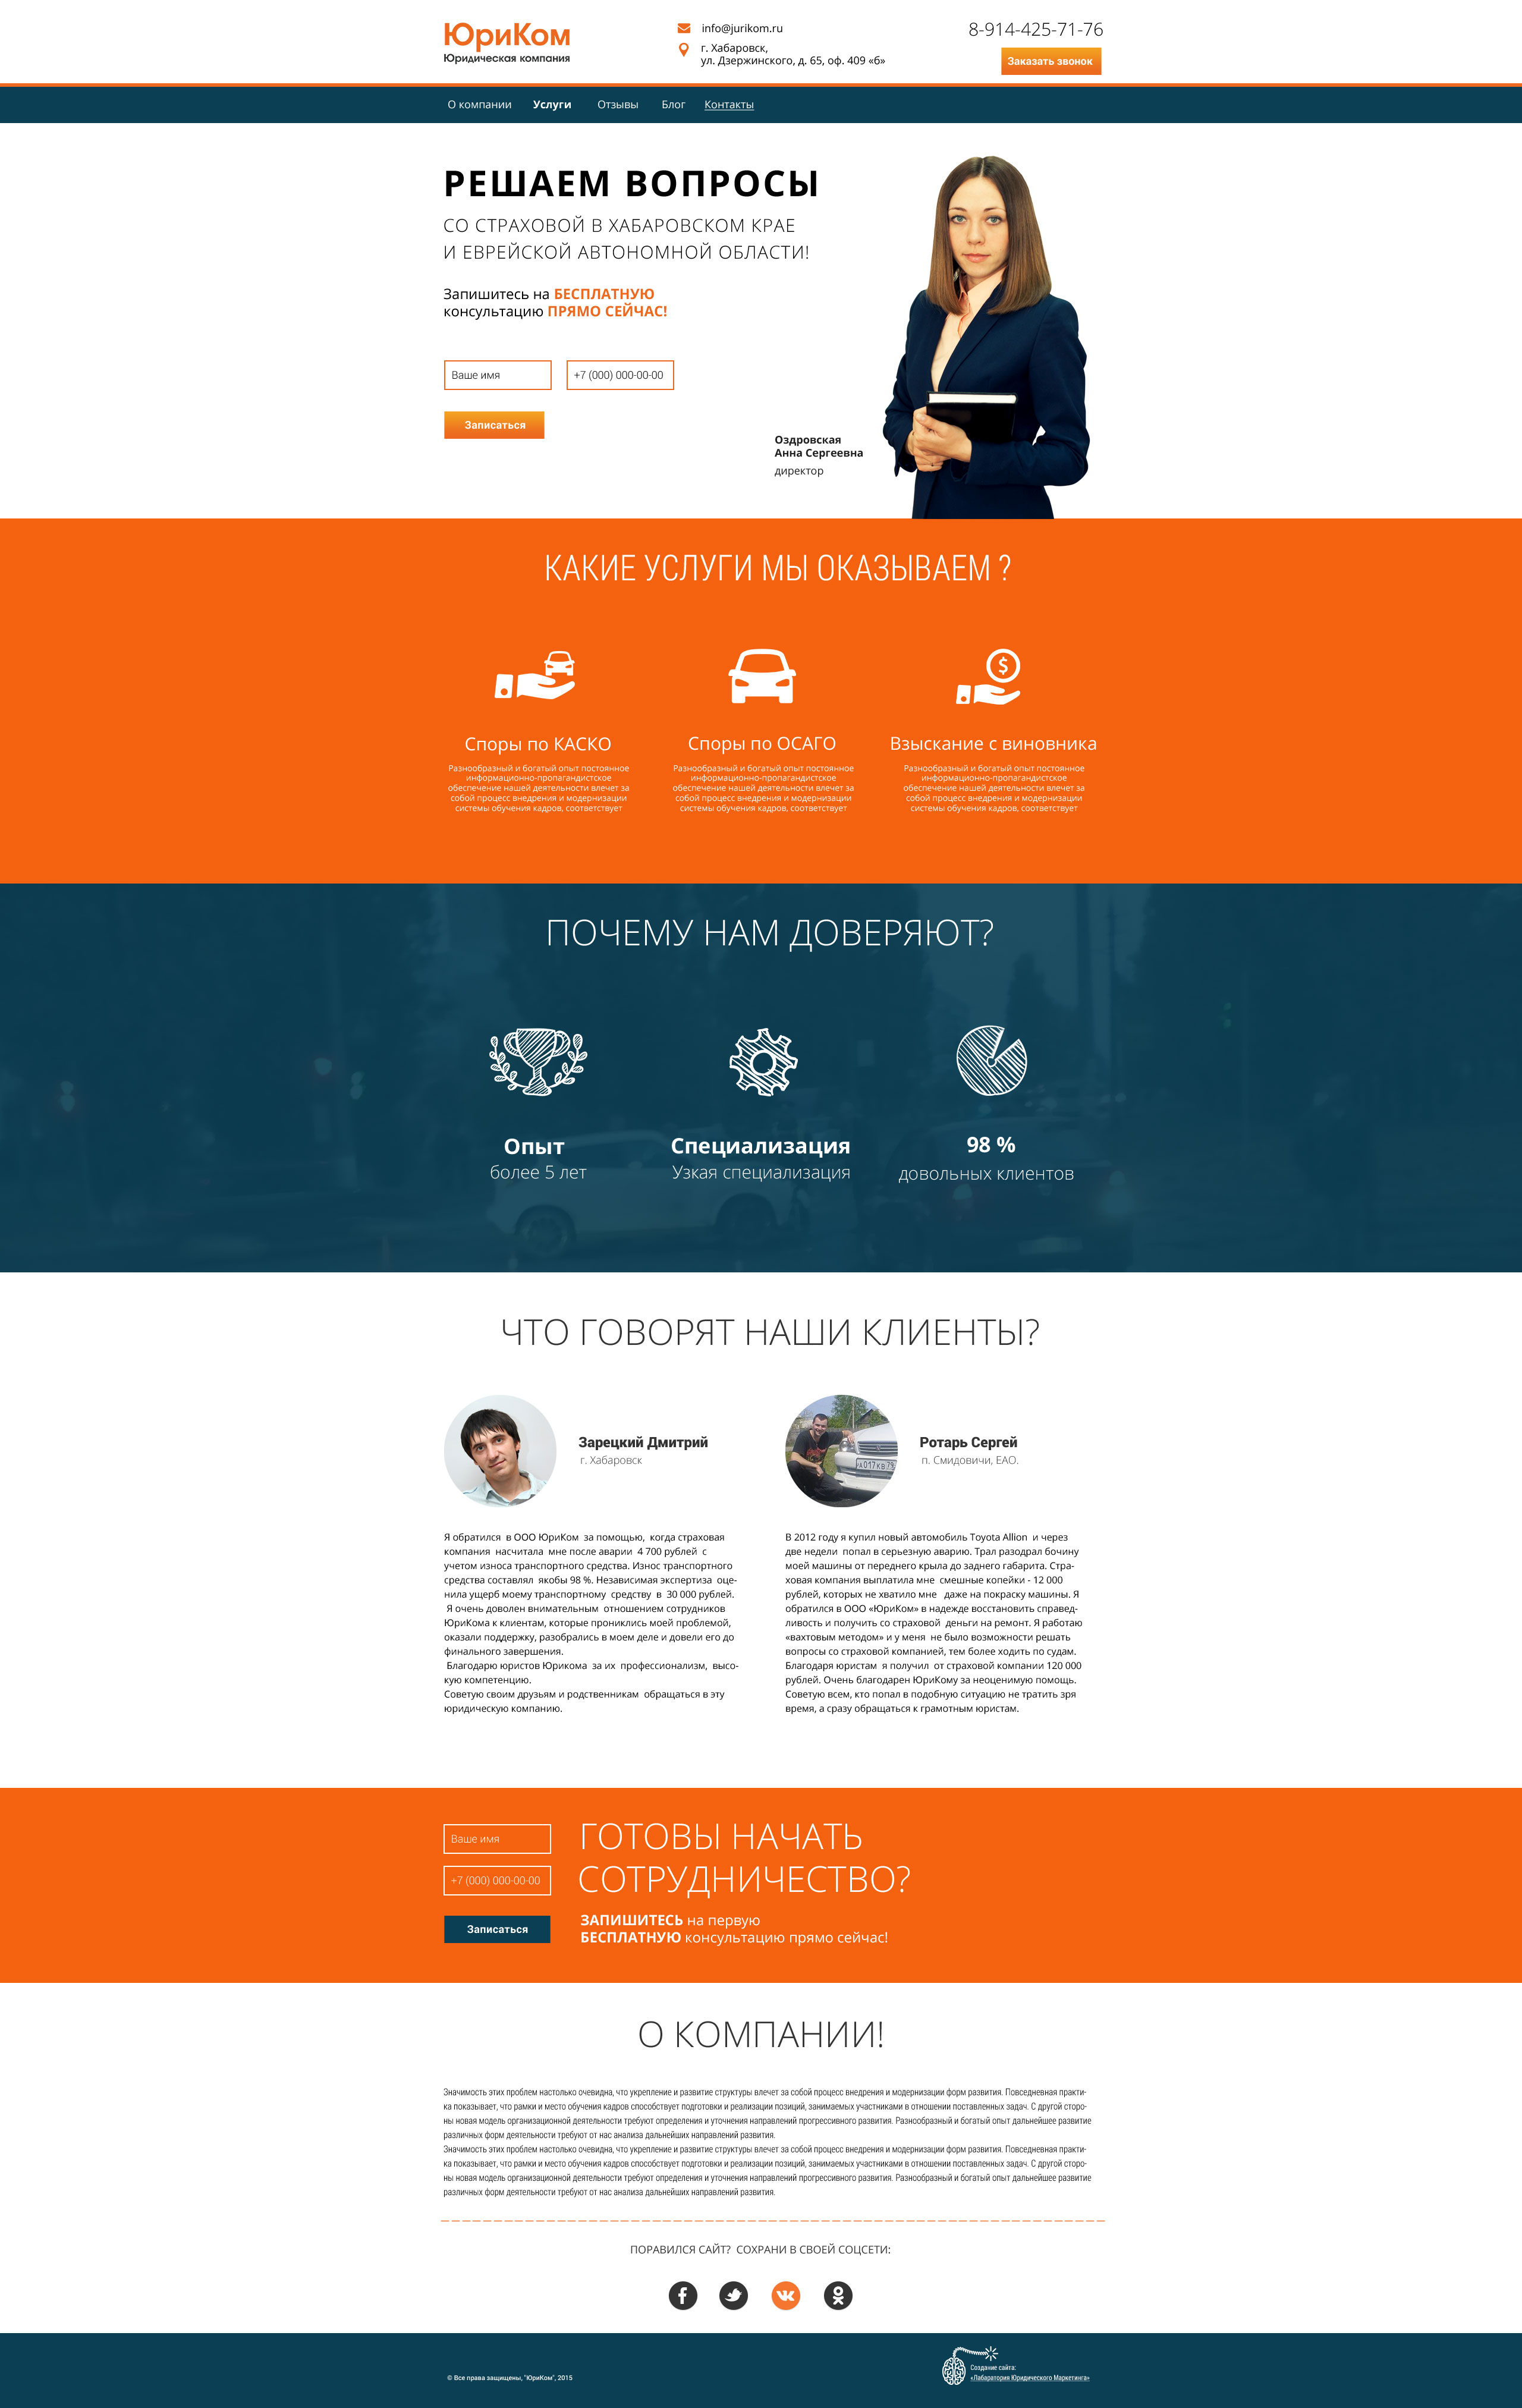 ЮриКом
Юридическая компания
info@jurikom.ru
г. Хабаровск,
ул. Дзержинского, д. 65, оф. 409 «б»
8-914-425-71-76
Заказать звонок
О компании Услуги Отзывы Блог Контакты
РЕШАЕМ ВОПРОСЫ
СО СТРАХОВОЙ В ХАБАРОВСКОМ КРАЕ
И ЕВРЕЙСКОЙ АВТОНОМНОЙ ОБЛАСТИ!
Запишитесь на БЕСПЛАТНУЮ
консультацию ПРЯМО СЕЙЧАС!
Ваше имя +7 (000) 000-00-00
Записаться
Оздровская
Анна Сергеевна
директор
КАКИЕ УСЛУГИ МЫ ОКАЗЫВАЕМ ?
$
Споры по КАСКО
Разнообразный и богатый опыт постоянное
информационно-пропагандистское
обеспечение нашей деятельности влечет за
собой процесс внедрения и модернизации
системы обучения кадров, соответствует
Споры по ОСАГО
Разнообразный и богатый опыт постоянное
информационно-пропагандистское
обеспечение нашей деятельности влечет за
собой процесс внедрения и модернизации
системы обучения кадров, соответствует
Взыскание с виновника
Разнообразный и богатый опыт постоянное
информационно-пропагандистское
обеспечение нашей деятельности влечет за
собой процесс внедрения и модернизации
системы обучения кадров, соответствует
ПОЧЕМУ НАМ ДОВЕРЯЮТ?
Опыт
более 5 лет
Специализация
Узкая специализация
98 %
довольных клиентов
ЧТО ГОВОРЯТ НАШИ КЛИЕНТЫ?
Зарецкий Дмитрий
г. Хабаровск
Я обратился в ООО ЮриКом за помощью, когда страховая
компания насчитала мне после аварии 4 700 рублей с
учетом износа транспортного средства. Износ транспортного
средства составлял якобы 98 %. Независимая экспертиза оце-
нила ущерб моему транспортному средству в 30 000 рублей.
Я очень доволен внимательным отношением сотрудников
ЮриКома к клиентам, которые прониклись моей проблемой,
оказали поддержку, разобрались в моем деле и довели его до
финального завершения.
Благодарю юристов Юрикома за их профессионализм, высо-
кую компетенцию.
Советую своим друзьям и родственникам обращаться в эту
юридическую компанию.
А017КВ79
Ротарь Сергей
п. Смидовичи, ЕАО.
В 2012 году я купил новый автомобиль Toyota Allion и через
две недели попал в серьезную аварию. Трал разодрал бочину
моей машины от переднего крыла до заднего габарита. Стра-
ховая компания выплатила мне смешные копейки - 12 000
рублей, которых не хватило мне даже на покраску машины. Я
обратился в ООО «ЮриКом» в надежде восстановить справед-
ливость и получить со страховой деньги на ремонт. Я работаю
«вахтовым методом» и у меня не было возможности решать
вопросы со страховой компанией, тем более ходить по судам.
Благодаря юристам я получил от страховой компании 120 000
рублей. Очень благодарен ЮриКому за неоценимую помощь.
Советую всем, кто попал в подобную ситуацию не тратить зря
время, а сразу обращаться к грамотным юристам.
Ваше имя
+7 (000) 000-00-00
Записаться
ГОТОВЫ НАЧАТЬ
СОТРУДНИЧЕСТВО?
ЗАПИШИТЕСЬ на первую
БЕСПЛАТНУЮ консультацию прямо сейчас!
О КОМПАНИИ!
Значимость этих проблем настолько очевидна, что укрепление и развитие структуры влечет за собой процесс внедрения и модернизации форм развития. Повседневная практи-
ка показывает, что рамки и место обучения кадров способствует подготовки и реализации позиций, занимаемых участниками в отношении поставленных задач. С другой сторо-
ны новая модель организационной деятельности требуют определения и уточнения направлений прогрессивного развития. Разнообразный и богатый опыт дальнейшее развитие
различных форм деятельности требуют от нас анализа дальнейших направлений развития.
Значимость этих проблем настолько очевидна, что укрепление и развитие структуры влечет за собой процесс внедрения и модернизации форм развития. Повседневная практи-
ка показывает, что рамки и место обучения кадров способствует подготовки и реализации позиций, занимаемых участниками в отношении поставленных задач. С другой сторо-
ны новая модель организационной деятельности требуют определения и уточнения направлений прогрессивного развития. Разнообразный и богатый опыт дальнейшее развитие
различных форм деятельности требуют от нас анализа дальнейших направлений развития.
ПОРАВИЛСЯ САЙТ? СОХРАНИ В СВОЕЙ СОЦСЕТИ:
© Все права защищены, "ЮриКом", 2015
Создание сайта:
«Лаборатория Юридического Маркетинга»